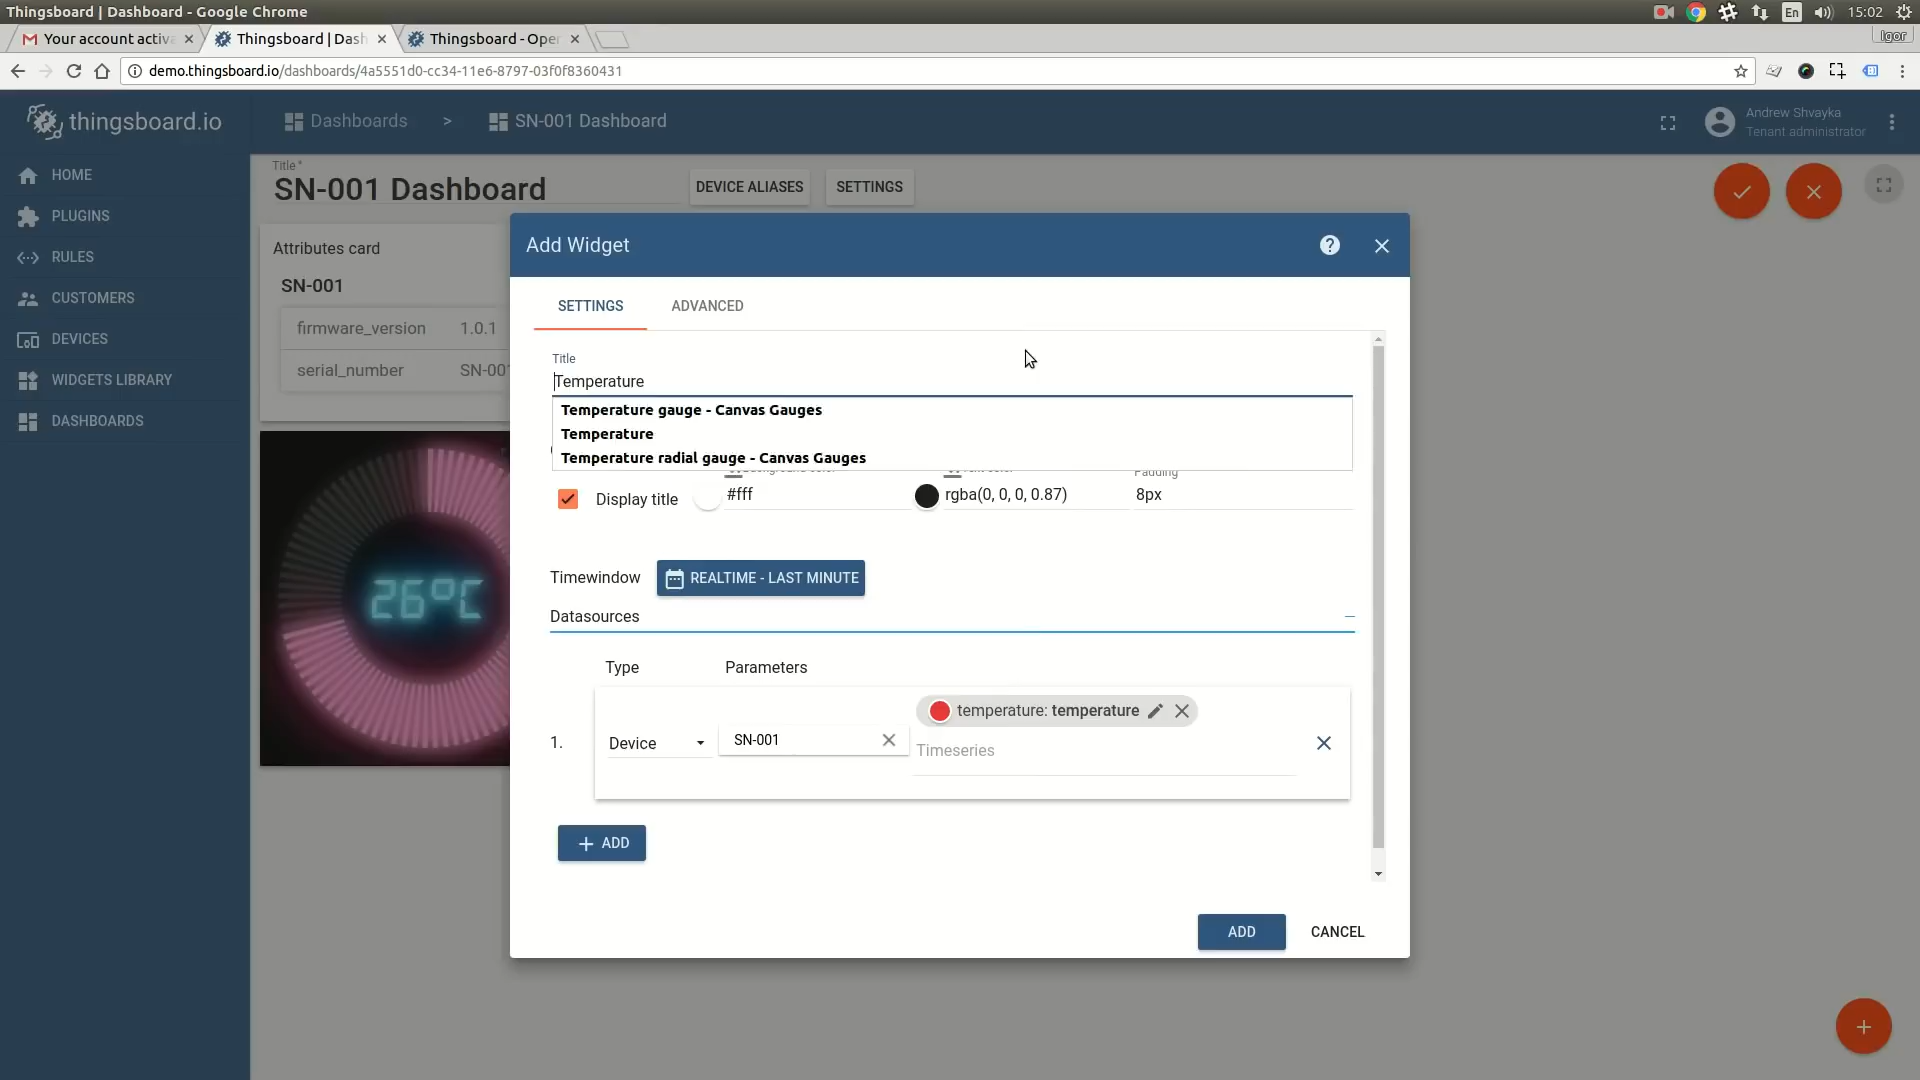 Thingsboard | Dashboard - Google Chrome
En
15:02
Your account activa
Thingsboard | Dash
Thingsboard - Ope
Igor
demo.thingsboard.io/dashboards/4a5551d0-cc34-11e6-8797-03f0f8360431
thingsboard.io
Dashboards > SN-001 Dashboard
Andrew Shvayka
Tenant administrator
HOME
PLUGINS
RULES
CUSTOMERS
DEVICES
WIDGETS LIBRARY
DASHBOARDS
Title *
SN-001 Dashboard
DEVICE ALIASES
SETTINGS
Attributes card
SN-001
firmware_version 1.0.1
serial_number SN-001
26°C
Add Widget
SETTINGS
ADVANCED
Title
Temperature
Temperature gauge - Canvas Gauges
Temperature
Temperature radial gauge - Canvas Gauges
Padding
Display title
#fff
rgba(0, 0, 0, 0.87)
8px
Timewindow
REALTIME - LAST MINUTE
Datasources
Type
Parameters
1.
Device
SN-001
temperature: temperature
Timeseries
+ ADD
ADD
CANCEL